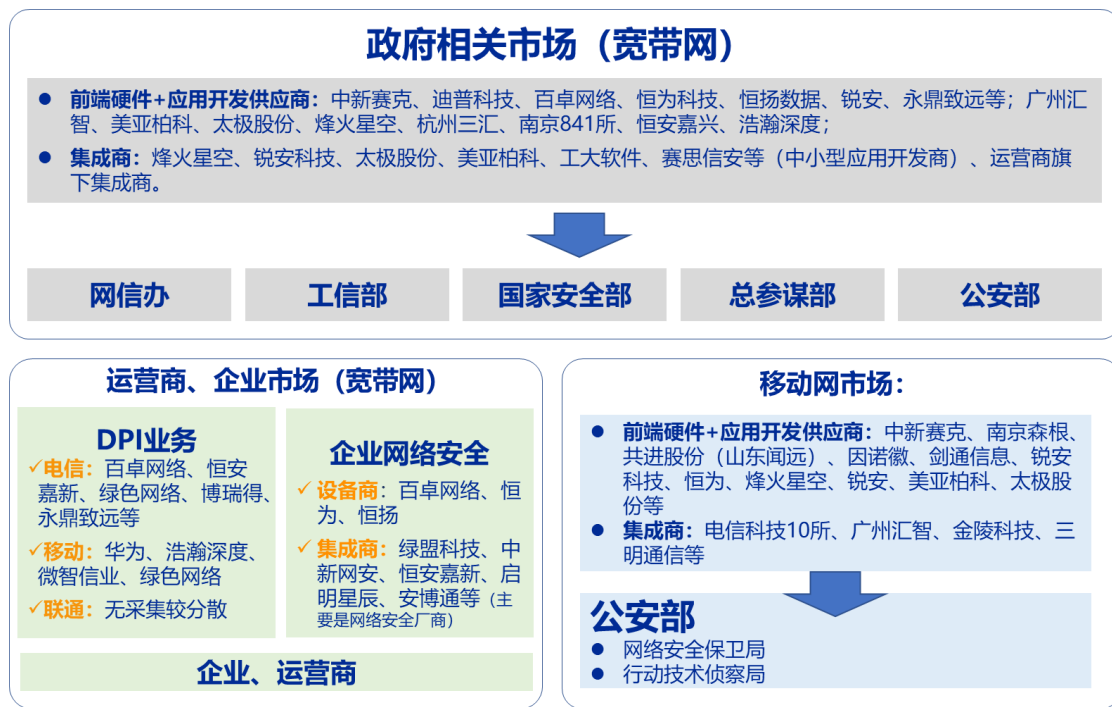 政府相关市场（宽带网）
● 前端硬件+应用开发供应商：中新赛克、迪普科技、百卓网络、恒为科技、恒扬数据、锐安、永鼎致远等；广州汇
智、美亚柏科、太极股份、烽火星空、杭州三汇、南京841所、恒安嘉兴、浩瀚深度；
● 集成商：烽火星空、锐安科技、太极股份、美亚柏科、工大软件、赛思信安等（中小型应用开发商）、运营商旗
下集成商。
网信办
工信部
国家安全部
总参谋部
公安部
运营商、企业市场（宽带网）
DPI业务
✓电信：百卓网络、恒安
嘉新、绿色网络、博瑞得、
永鼎致远等
✓移动：华为、浩瀚深度、
微智信业、绿色网络
✓联通：无采集较分散
企业网络安全
✓ 设备商：百卓网络、恒
为、恒扬
✓ 集成商：绿盟科技、中
新网安、恒安嘉新、启
明星辰、安博通等（主
要是网络安全厂商）
企业、运营商
移动网市场：
● 前端硬件+应用开发供应商：中新赛克、南京森根、
共进股份（山东闻远）、因诺微、剑通信息、锐安
科技、恒为、烽火星空、锐安、美亚柏科、太极股
份等
● 集成商：电信科技10所、广州汇智、金陵科技、三
明通信等
公安部
● 网络安全保卫局
● 行动技术侦察局